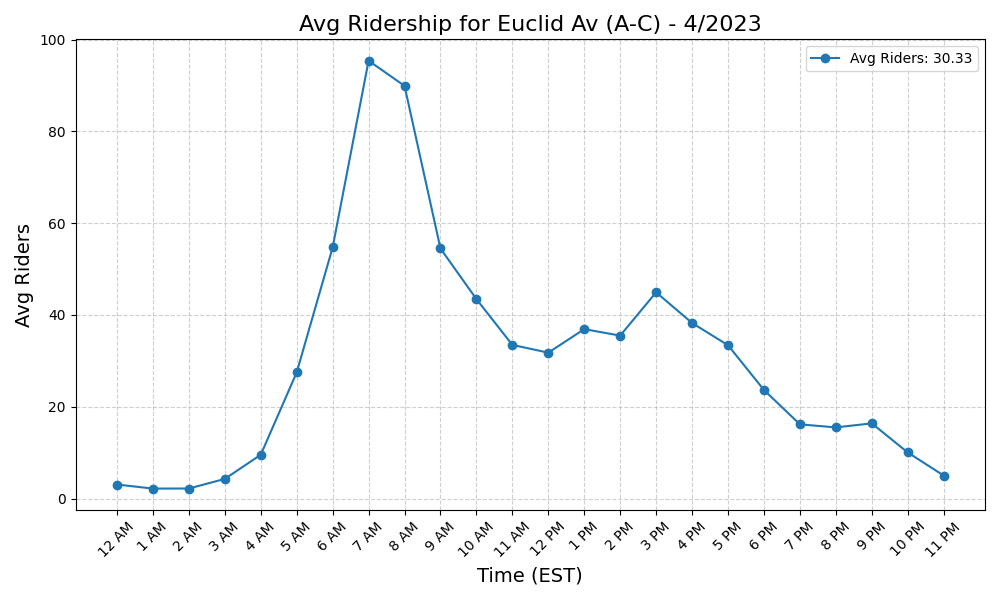 Avg Ridership for Euclid Av (A-C) - 4/2023
Avg Riders: 30.33
Avg Riders
100
80
60
40
20
0
12 AM
1 AM
2 AM
3 AM
4 AM
5 AM
6 AM
7 AM
8 AM
9 AM
10 AM
11 AM
12 PM
1 PM
2 PM
3 PM
4 PM
5 PM
6 PM
7 PM
8 PM
9 PM
10 PM
11 PM
Time (EST)